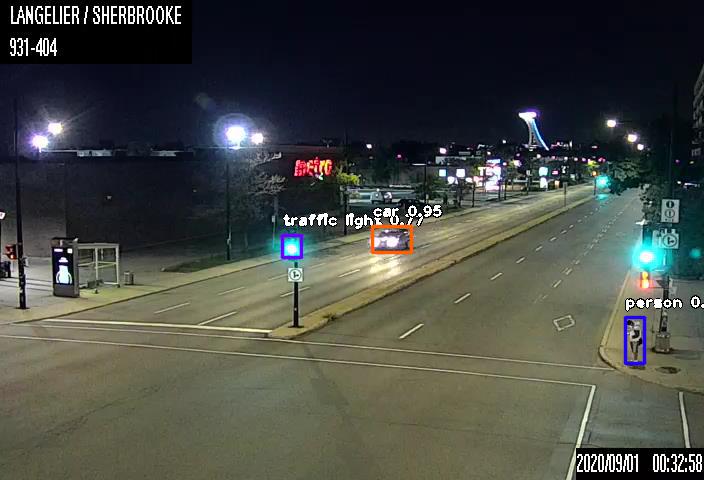 LANGELIER / SHERBROOKE
931-404
metro
traffic light 0.77
car 0.95
person 0.
2020/09/01 00:32:58